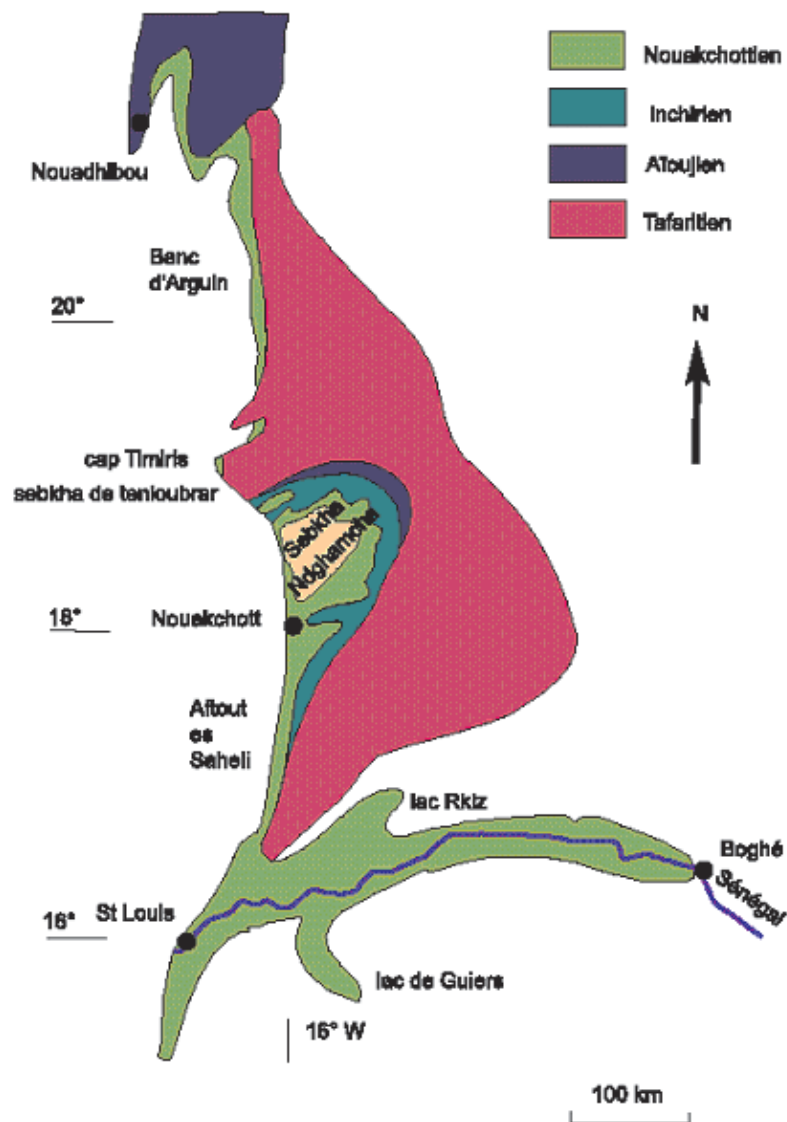 Nouakchottien
Inchirien
Aïoujien
Tafaritien
Nouadhibou
Banc
d'Arguin
20°
N
cap Timiris
sebkha de tenioubrar
Sebkha
Ndghamcha
18°
Nouakchott
Aftout
es
Saheli
lac Rkiz
Boghé
Sénégal
16°
St Louis
lac de Guiers
16° W
100 km